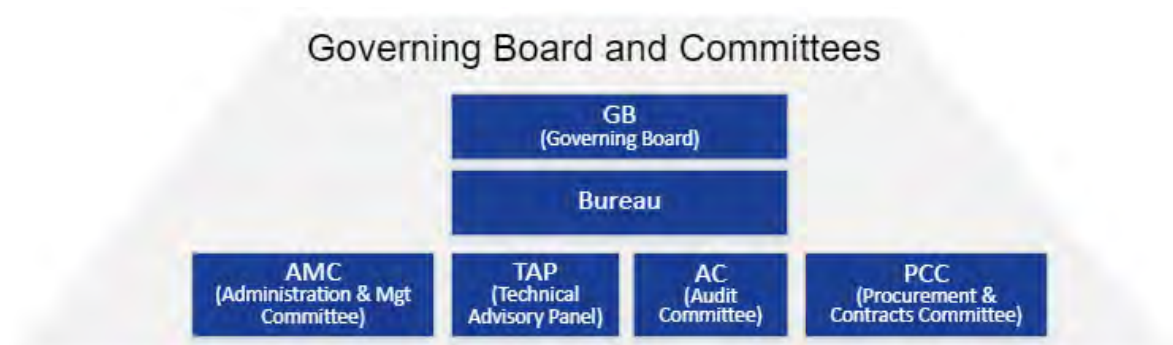 Governing Board and Committees
GB
(Governing Board)
Bureau
AMC
(Administration & Mgt
Committee)
TAP
(Technical
Advisory Panel)
AC
(Audit
Committee)
PCC
(Procurement &
Contracts Committee)